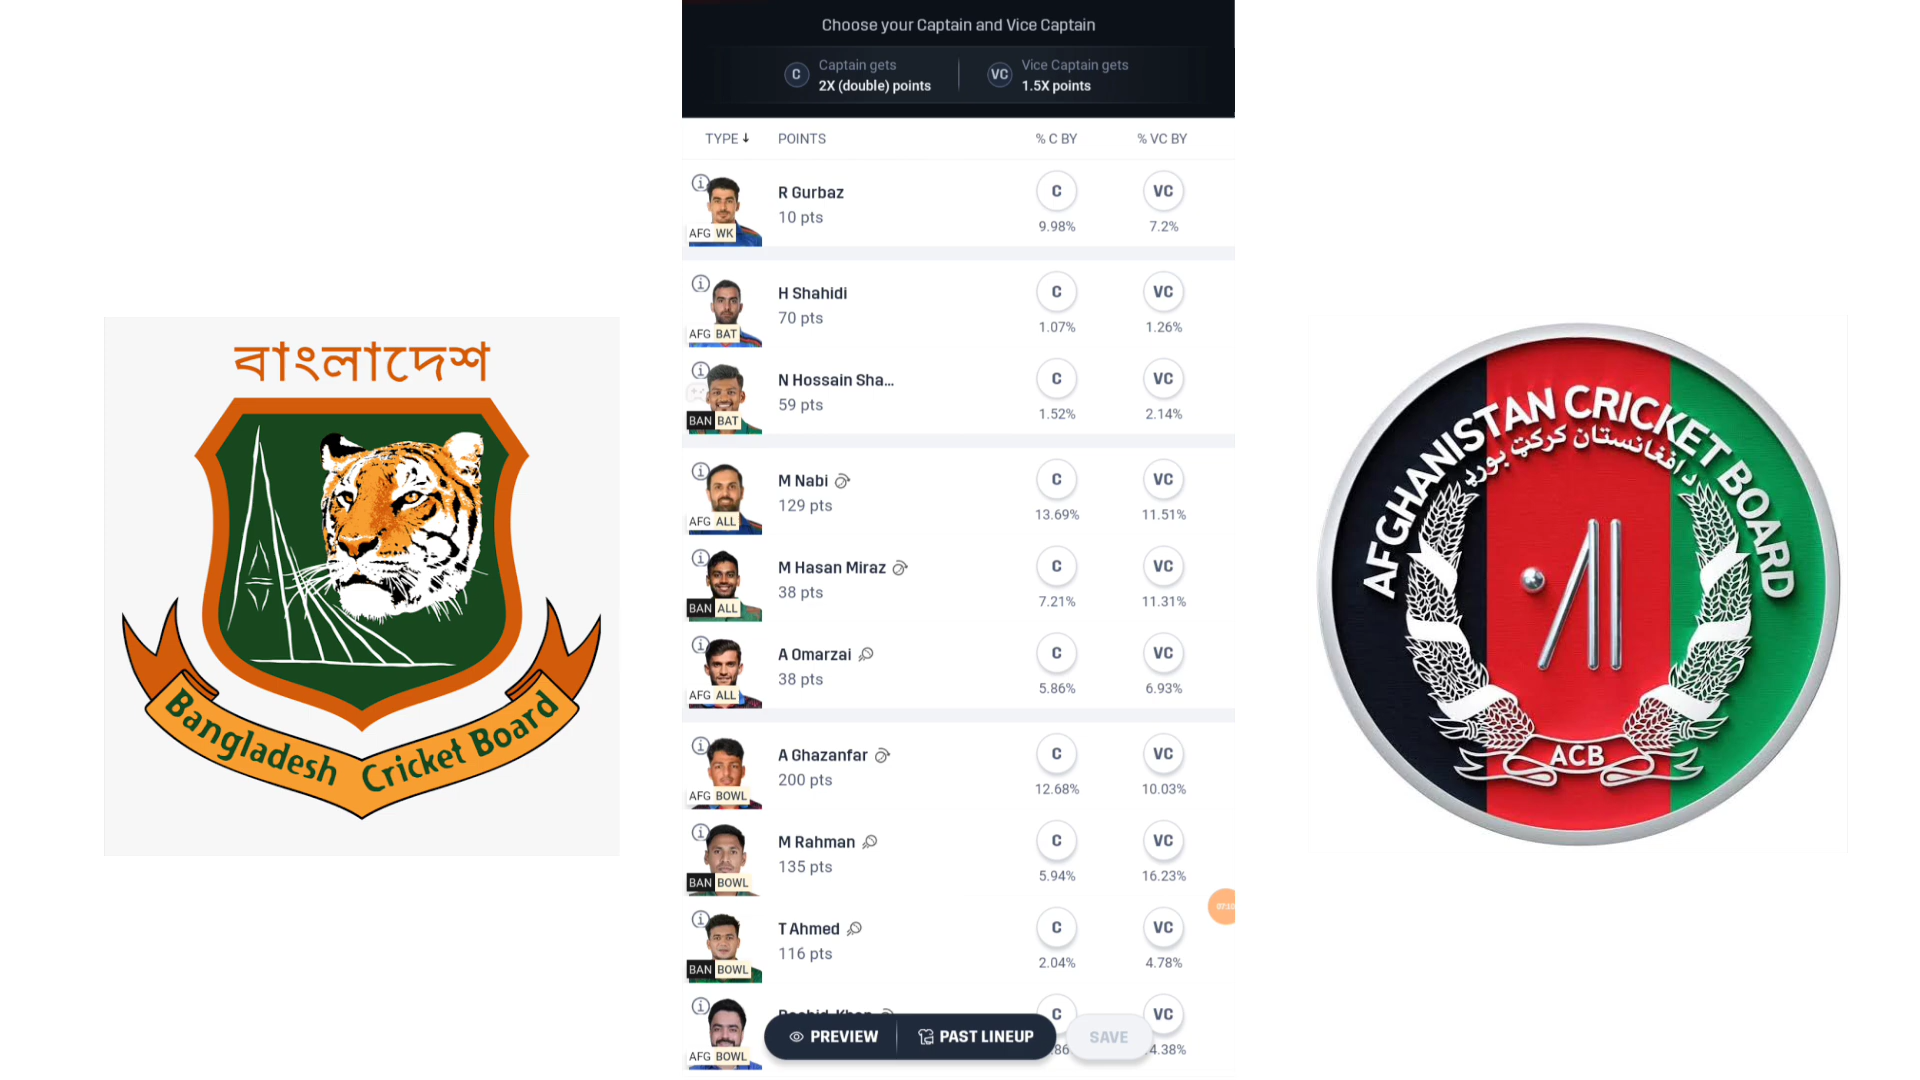 বাংলাদেশ
Bangladesh Cricket Board
Choose your Captain and Vice Captain
C Captain gets
2X (double) points
VC Vice Captain gets
1.5X points
TYPE POINTS % C BY % VC BY
R Gurbaz
10 pts
C VC
9.98% 7.2%
AFG WK
H Shahidi
70 pts
C VC
1.07% 1.26%
AFG BAT
N Hossain Sha...
59 pts
C VC
1.52% 2.14%
BAN BAT
M Nabi
129 pts
C VC
13.69% 11.51%
AFG ALL
M Hasan Miraz
38 pts
C VC
7.21% 11.31%
BAN ALL
A Omarzai
38 pts
C VC
5.86% 6.93%
AFG ALL
A Ghazanfar
200 pts
C VC
12.68% 10.03%
AFG BOWL
M Rahman
135 pts
C VC
5.94% 16.23%
BAN BOWL
T Ahmed
116 pts
C VC
2.04% 4.78%
BAN BOWL
Rashid Khan
C VC
AFG BOWL
PREVIEW PAST LINEUP SAVE
AFGHANISTAN CRICKET BOARD
دافغانستان کرکټ بورډ
ACB